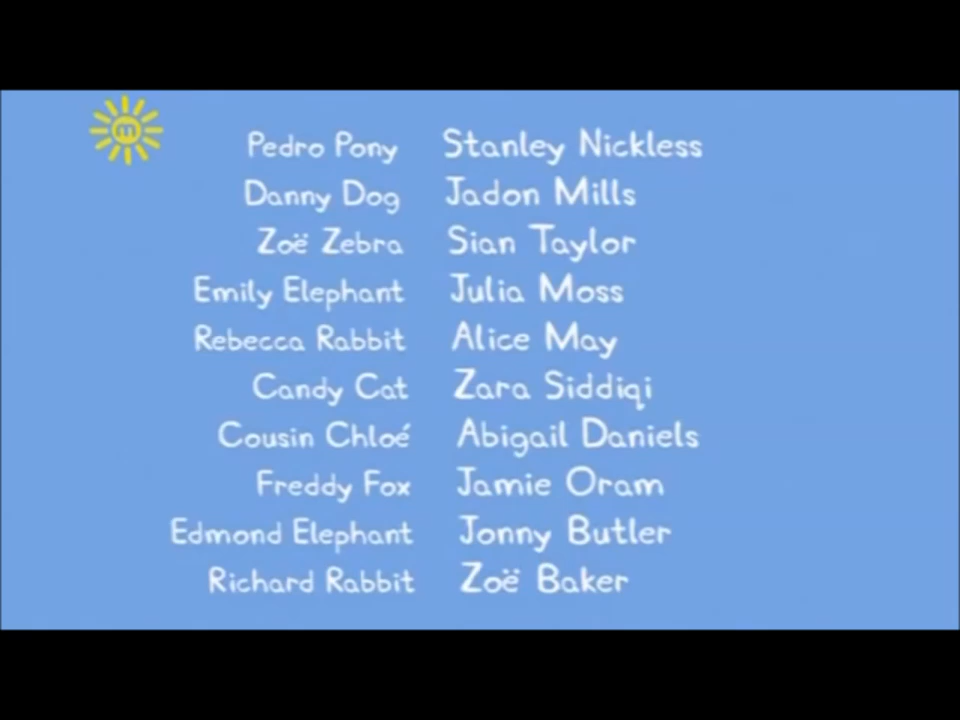 m
Pedro Pony Stanley Nickless
Danny Dog Jadon Mills
Zoë Zebra Sian Taylor
Emily Elephant Julia Moss
Rebecca Rabbit Alice May
Candy Cat Zara Siddiqi
Cousin Chloé Abigail Daniels
Freddy Fox Jamie Oram
Edmond Elephant Jonny Butler
Richard Rabbit Zoë Baker